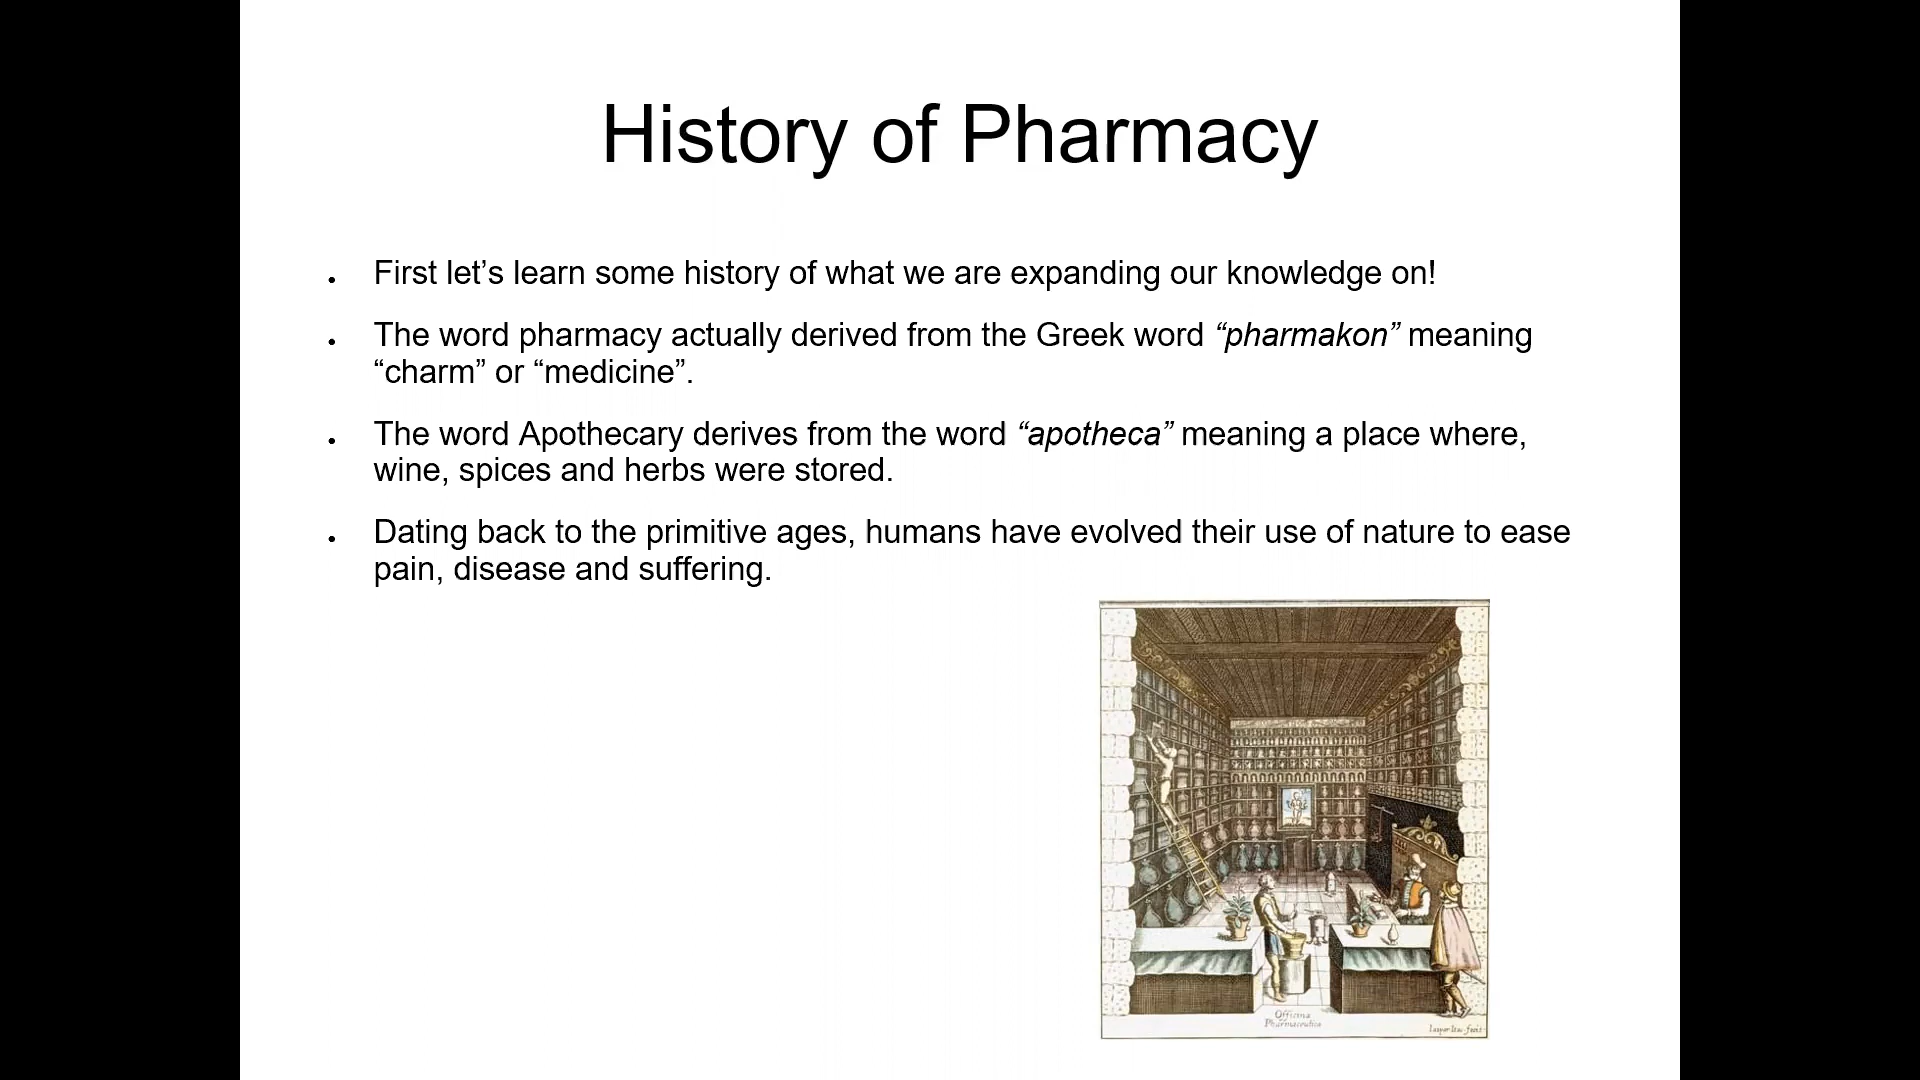 History of Pharmacy
First let’s learn some history of what we are expanding our knowledge on!
The word pharmacy actually derived from the Greek word “pharmakon” meaning
“charm” or “medicine”.
The word Apothecary derives from the word “apotheca” meaning a place where,
wine, spices and herbs were stored.
Dating back to the primitive ages, humans have evolved their use of nature to ease
pain, disease and suffering.
Officina
Pharmaceutica